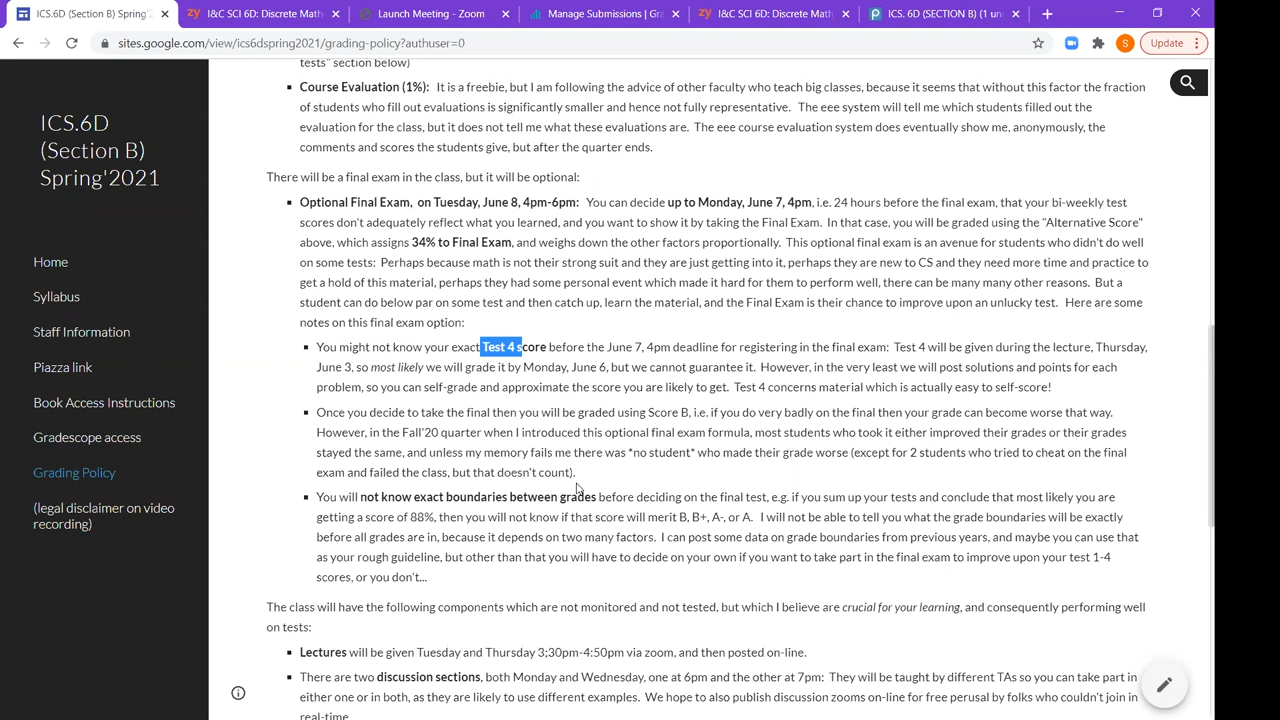 ICS.6D (Section B) Spring'2
I&C SCI 6D: Discrete Math
Launch Meeting - Zoom
Manage Submissions | Gra
I&C SCI 6D: Discrete Math
ICS. 6D (SECTION B) (1 un
sites.google.com/view/ics6dspring2021/grading-policy?authuser=0
S
Update
ICS.6D
(Section B)
Spring'2021
Home
Syllabus
Staff Information
Piazza link
Book Access Instructions
Gradescope access
Grading Policy
(legal disclaimer on video
recording)
tests" section below)
Course Evaluation (1%): It is a freebie, but I am following the advice of other faculty who teach big classes, because it seems that without this factor the fraction
of students who fill out evaluations is significantly smaller and hence not fully representative. The eee system will tell me which students filled out the
evaluation for the class, but it does not tell me what these evaluations are. The eee course evaluation system does eventually show me, anonymously, the
comments and scores the students give, but after the quarter ends.
There will be a final exam in the class, but it will be optional:
Optional Final Exam, on Tuesday, June 8, 4pm-6pm: You can decide up to Monday, June 7, 4pm, i.e. 24 hours before the final exam, that your bi-weekly test
scores don't adequately reflect what you learned, and you want to show it by taking the Final Exam. In that case, you will be graded using the "Alternative Score"
above, which assigns 34% to Final Exam, and weighs down the other factors proportionally. This optional final exam is an avenue for students who didn't do well
on some tests: Perhaps because math is not their strong suit and they are just getting into it, perhaps they are new to CS and they need more time and practice to
get a hold of this material, perhaps they had some personal event which made it hard for them to perform well, there can be many many other reasons. But a
student can do below par on some test and then catch up, learn the material, and the Final Exam is their chance to improve upon an unlucky test. Here are some
notes on this final exam option:
You might not know your exact Test 4 score before the June 7, 4pm deadline for registering in the final exam: Test 4 will be given during the lecture, Thursday,
June 3, so most likely we will grade it by Monday, June 6, but we cannot guarantee it. However, in the very least we will post solutions and points for each
problem, so you can self-grade and approximate the score you are likely to get. Test 4 concerns material which is actually easy to self-score!
Once you decide to take the final then you will be graded using Score B, i.e. if you do very badly on the final then your grade can become worse that way.
However, in the Fall'20 quarter when I introduced this optional final exam formula, most students who took it either improved their grades or their grades
stayed the same, and unless my memory fails me there was *no student* who made their grade worse (except for 2 students who tried to cheat on the final
exam and failed the class, but that doesn't count).
You will not know exact boundaries between grades before deciding on the final test, e.g. if you sum up your tests and conclude that most likely you are
getting a score of 88%, then you will not know if that score will merit B, B+, A-, or A. I will not be able to tell you what the grade boundaries will be exactly
before all grades are in, because it depends on two many factors. I can post some data on grade boundaries from previous years, and maybe you can use that
as your rough guideline, but other than that you will have to decide on your own if you want to take part in the final exam to improve upon your test 1-4
scores, or you don't...
The class will have the following components which are not monitored and not tested, but which I believe are crucial for your learning, and consequently performing well
on tests:
Lectures will be given Tuesday and Thursday 3;30pm-4:50pm via zoom, and then posted on-line.
There are two discussion sections, both Monday and Wednesday, one at 6pm and the other at 7pm: They will be taught by different TAs so you can take part in
either one or in both, as they are likely to use different examples. We hope to also publish discussion zooms on-line for free perusal by folks who couldn't join in
real-time.